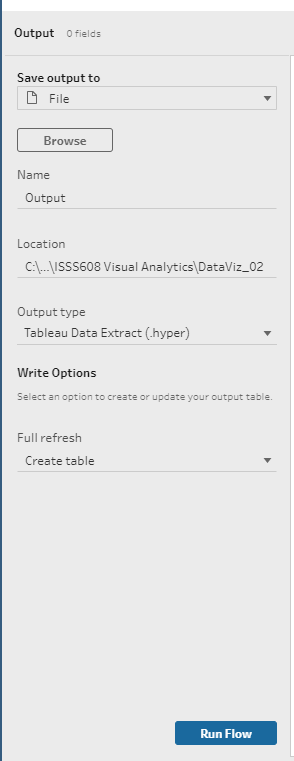 Output 0 fields
Save output to
File
Browse
Name
Output
Location
C:\...\ISSS608 Visual Analytics\DataViz_02
Output type
Tableau Data Extract (.hyper)
Write Options
Select an option to create or update your output table.
Full refresh
Create table
Run Flow